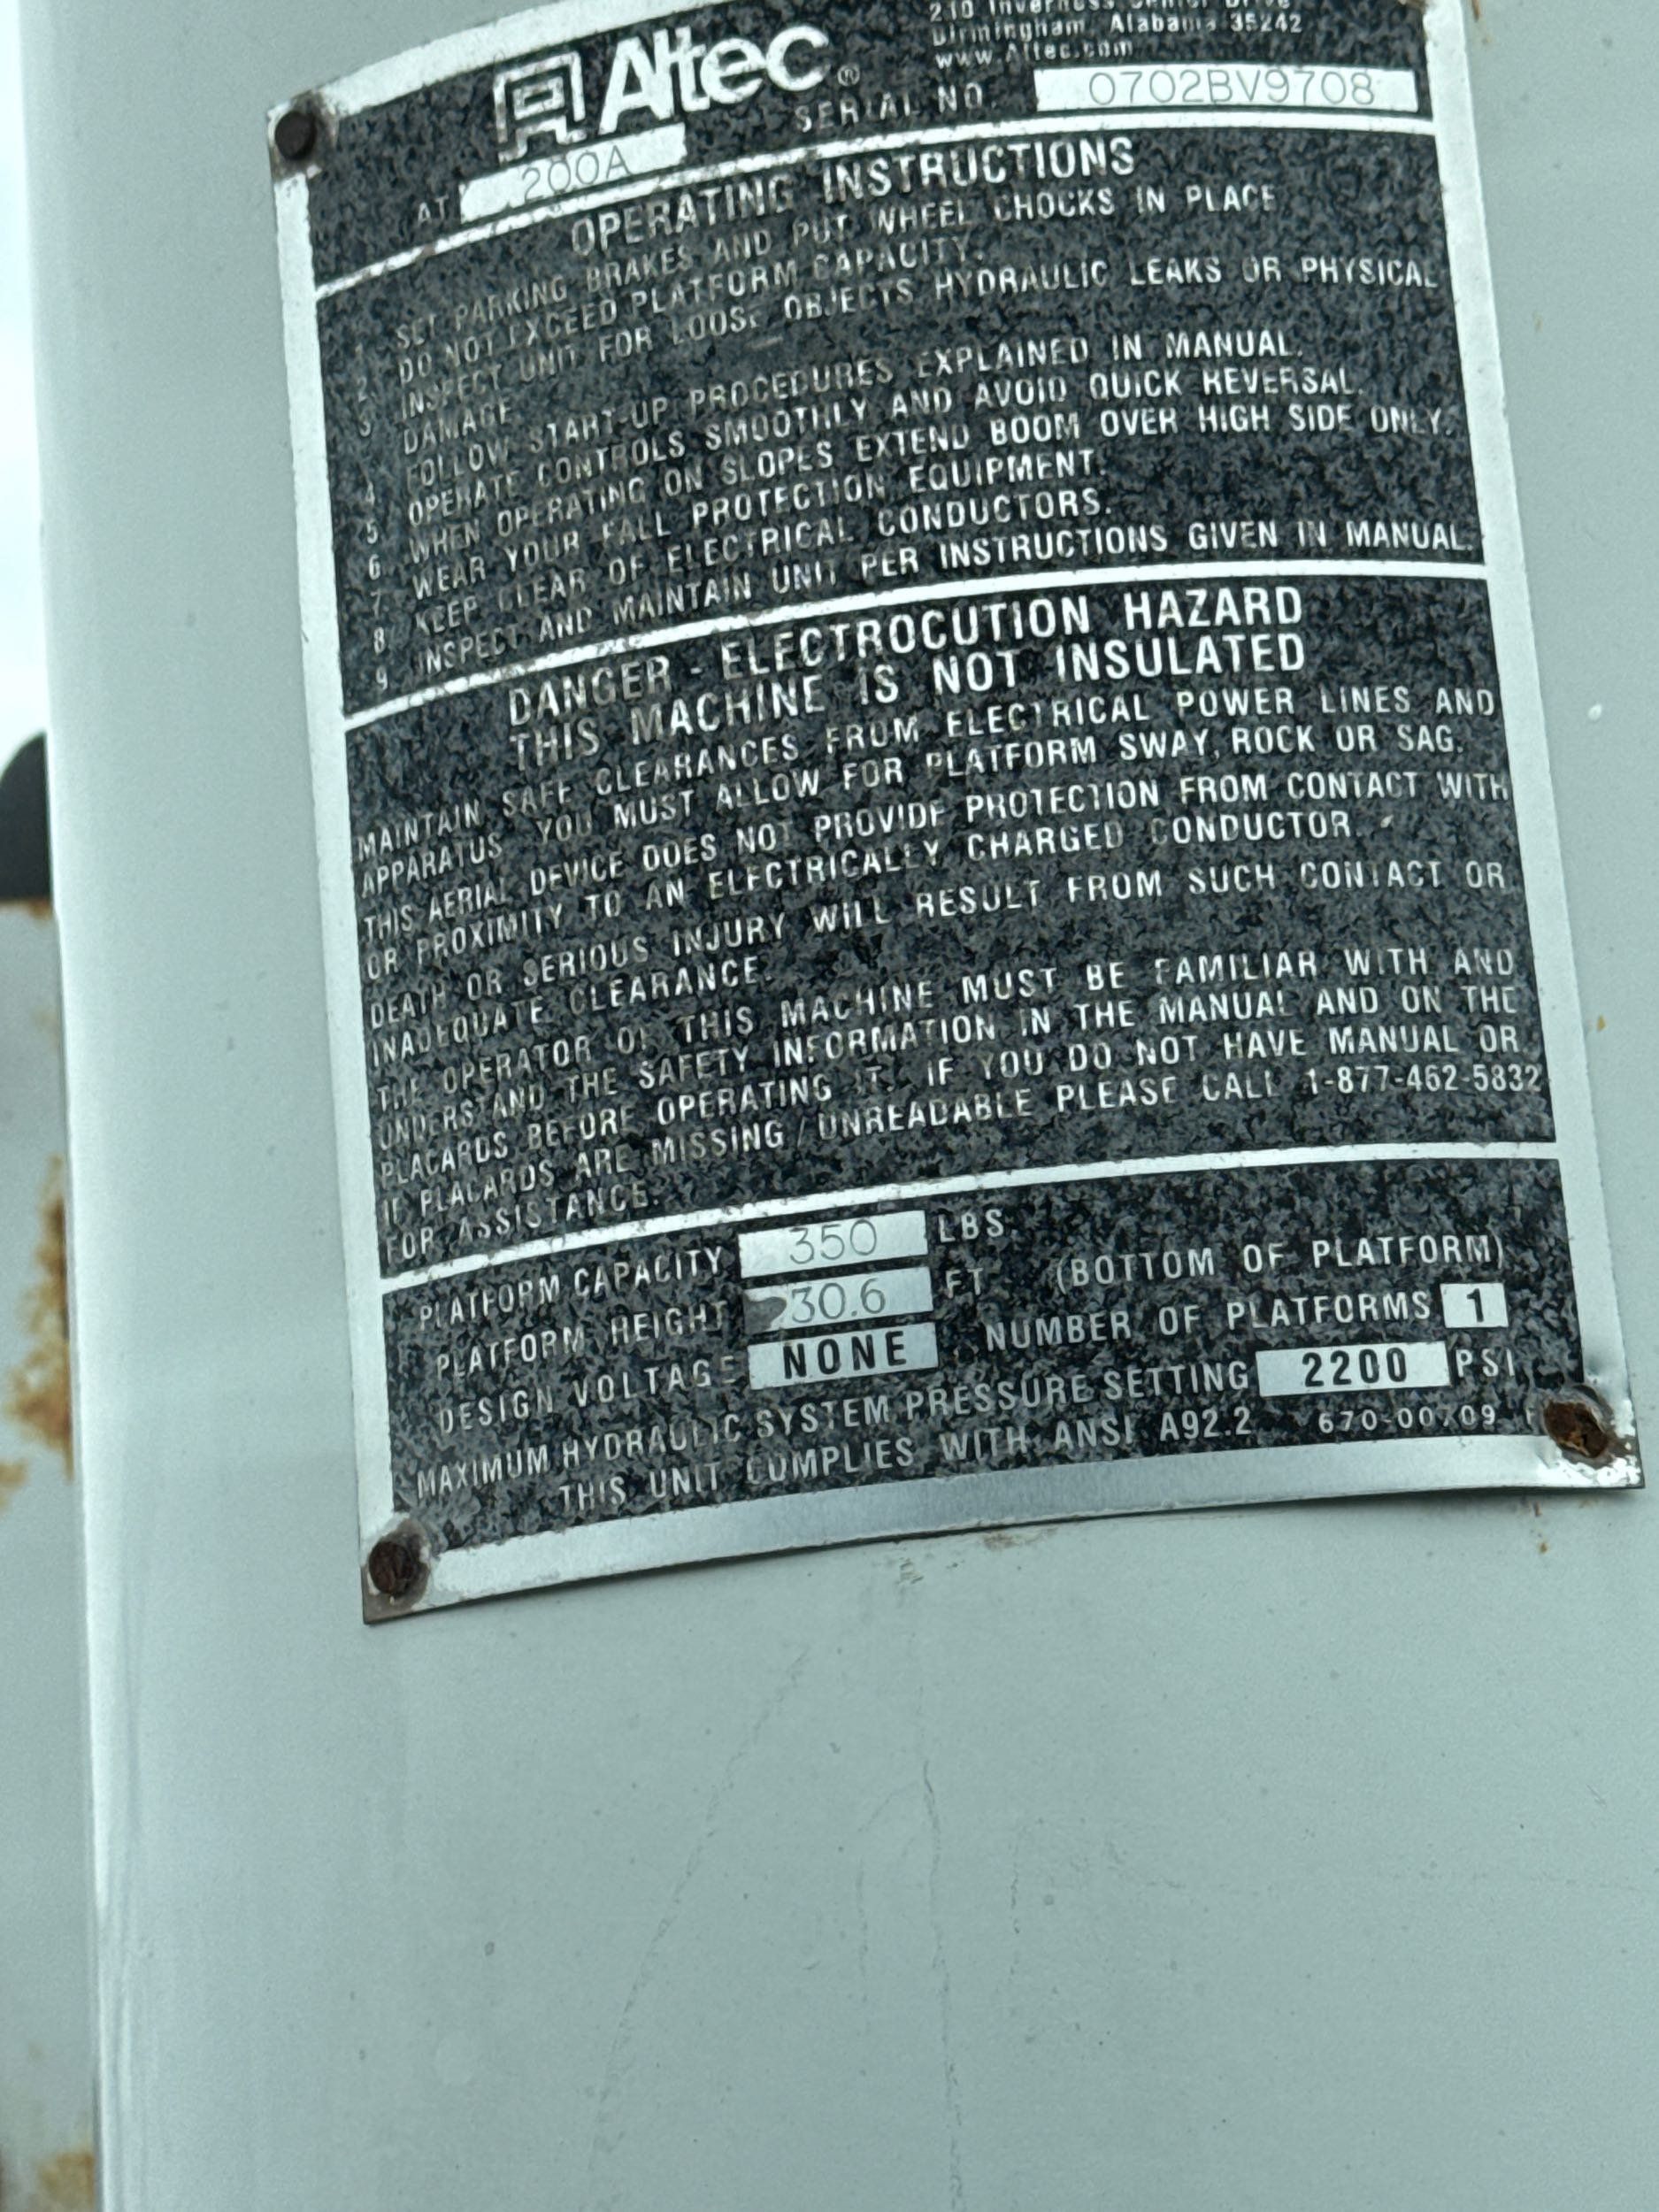 210 Inverness Center Drive
Birmingham, Alabama 35242
www.Altec.com
Altec®
SERIAL NO. 0702BV9708
AT 200A
OPERATING INSTRUCTIONS
1 SET PARKING BRAKES AND PUT WHEEL CHOCKS IN PLACE
2. DO NOT EXCEED PLATFORM CAPACITY.
3 INSPECT UNIT FOR LOOSE OBJECTS HYDRAULIC LEAKS OR PHYSICAL
DAMAGE
4 FOLLOW START-UP PROCEDURES EXPLAINED IN MANUAL.
5 OPERATE CONTROLS SMOOTHLY AND AVOID QUICK REVERSAL.
6 WHEN OPERATING ON SLOPES EXTEND BOOM OVER HIGH SIDE ONLY.
7 WEAR YOUR FALL PROTECTION EQUIPMENT.
8 KEEP CLEAR OF ELECTRICAL CONDUCTORS.
9 INSPECT AND MAINTAIN UNIT PER INSTRUCTIONS GIVEN IN MANUAL.
DANGER - ELECTROCUTION HAZARD
THIS MACHINE IS NOT INSULATED
MAINTAIN SAFE CLEARANCES FROM ELECTRICAL POWER LINES AND
APPARATUS YOU MUST ALLOW FOR PLATFORM SWAY, ROCK OR SAG.
THIS AERIAL DEVICE DOES NOT PROVIDE PROTECTION FROM CONTACT WITH
OR PROXIMITY TO AN ELECTRICALLY CHARGED CONDUCTOR
DEATH OR SERIOUS INJURY WILL RESULT FROM SUCH CONTACT OR
INADEQUATE CLEARANCE.
THE OPERATOR OF THIS MACHINE MUST BE FAMILIAR WITH AND
UNDERSTAND THE SAFETY INFORMATION IN THE MANUAL AND ON THE
PLACARDS BEFORE OPERATING IT. IF YOU DO NOT HAVE MANUAL OR
IF PLACARDS ARE MISSING/UNREADABLE PLEASE CALL 1-877-462-5832
FOR ASSISTANCE.
PLATFORM CAPACITY 350 LBS.
PLATFORM HEIGHT 30.6 FT (BOTTOM OF PLATFORM)
DESIGN VOLTAGE NONE NUMBER OF PLATFORMS 1
MAXIMUM HYDRAULIC SYSTEM PRESSURE SETTING 2200 PSI
THIS UNIT COMPLIES WITH ANSI A92.2 670-00709